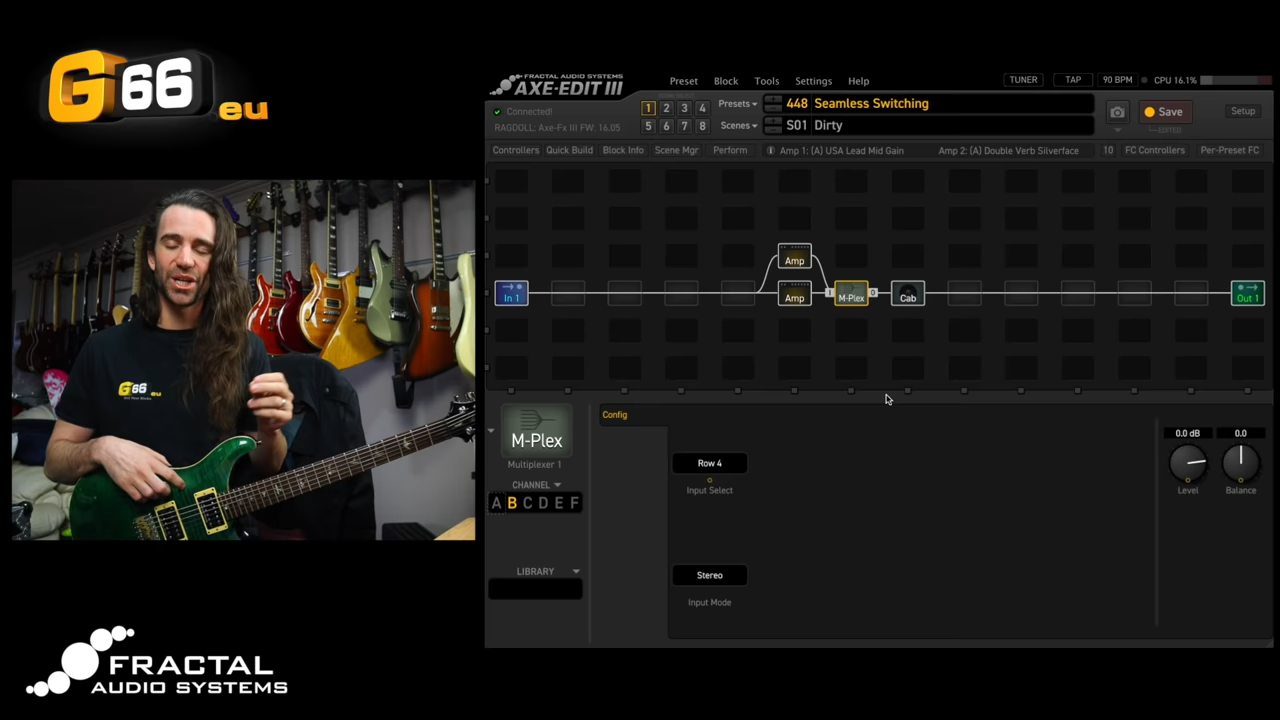 G66
.eu
FRACTAL AUDIO SYSTEMS
AXE-EDIT III
Preset Block Tools Settings Help
TUNER TAP 90 BPM CPU 16.1%
Connected!
RAGDOLL: Axe-Fx III FW: 16.05
1 2 3 4
5 6 7 8
Presets 448 Seamless Switching
Scenes S01 Dirty
Save
EDITED
Setup
Controllers Quick Build Block Info Scene Mgr Perform
Amp 1: (A) USA Lead Mid Gain Amp 2: (A) Double Verb Silverface 10 FC Controllers Per-Preset FC
Amp
In 1 Amp I M-Plex O Cab Out 1
G66.eu
M-Plex
Multiplexer 1
CHANNEL
A B C D E F
LIBRARY
Config
Row 4
Input Select
Stereo
Input Mode
0.0 dB 0.0
Level Balance
FRACTAL
AUDIO SYSTEMS